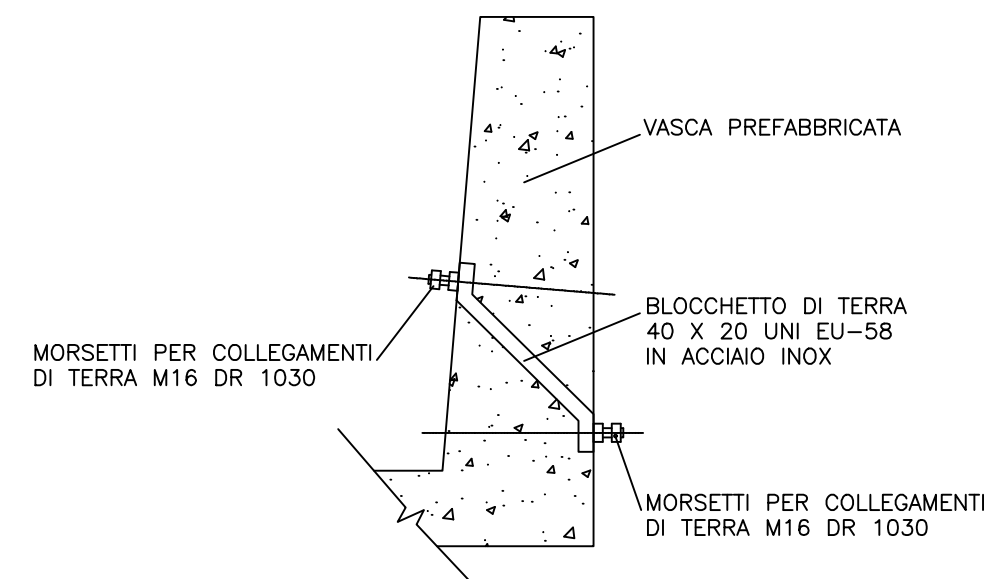 VASCA PREFABBRICATA
BLOCCHETTO DI TERRA
40 X 20 UNI EU-58
IN ACCIAIO INOX
MORSETTI PER COLLEGAMENTI
DI TERRA M16 DR 1030
MORSETTI PER COLLEGAMENTI
DI TERRA M16 DR 1030